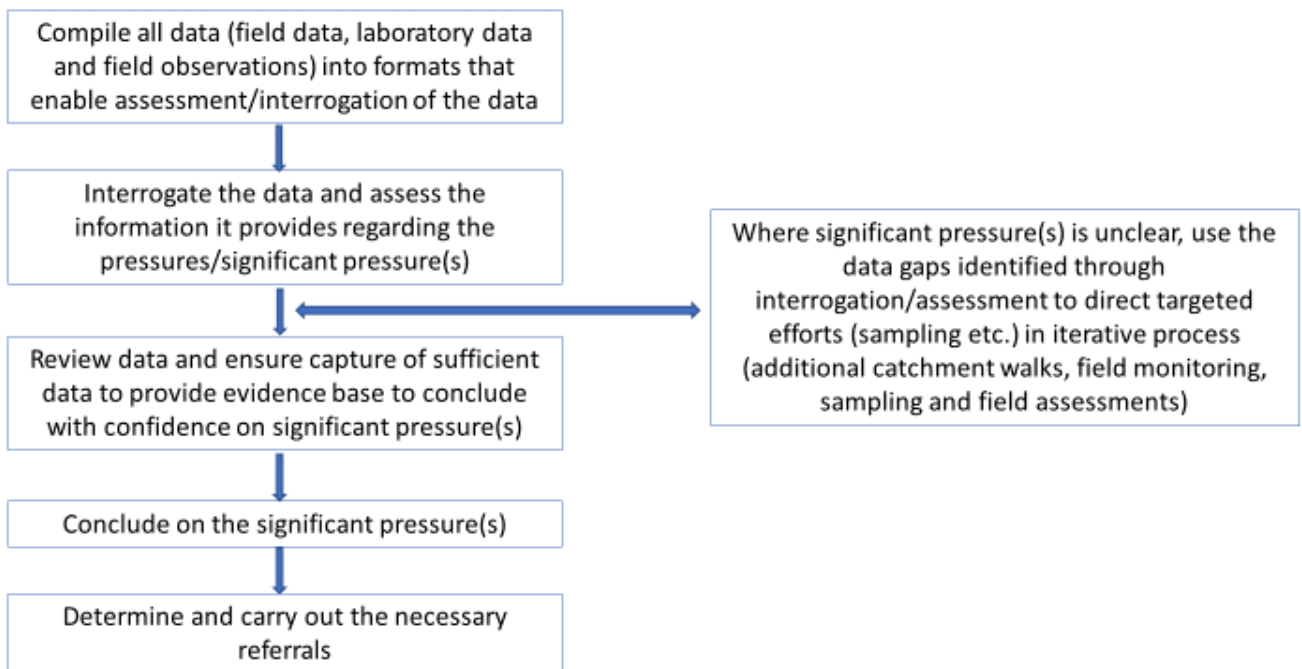 Compile all data (field data, laboratory data
and field observations) into formats that
enable assessment/interrogation of the data
Interrogate the data and assess the
information it provides regarding the
pressures/significant pressure(s)
Where significant pressure(s) is unclear, use the
data gaps identified through
interrogation/assessment to direct targeted
efforts (sampling etc.) in iterative process
(additional catchment walks, field monitoring,
sampling and field assessments)
Review data and ensure capture of sufficient
data to provide evidence base to conclude
with confidence on significant pressure(s)
Conclude on the significant pressure(s)
Determine and carry out the necessary
referrals